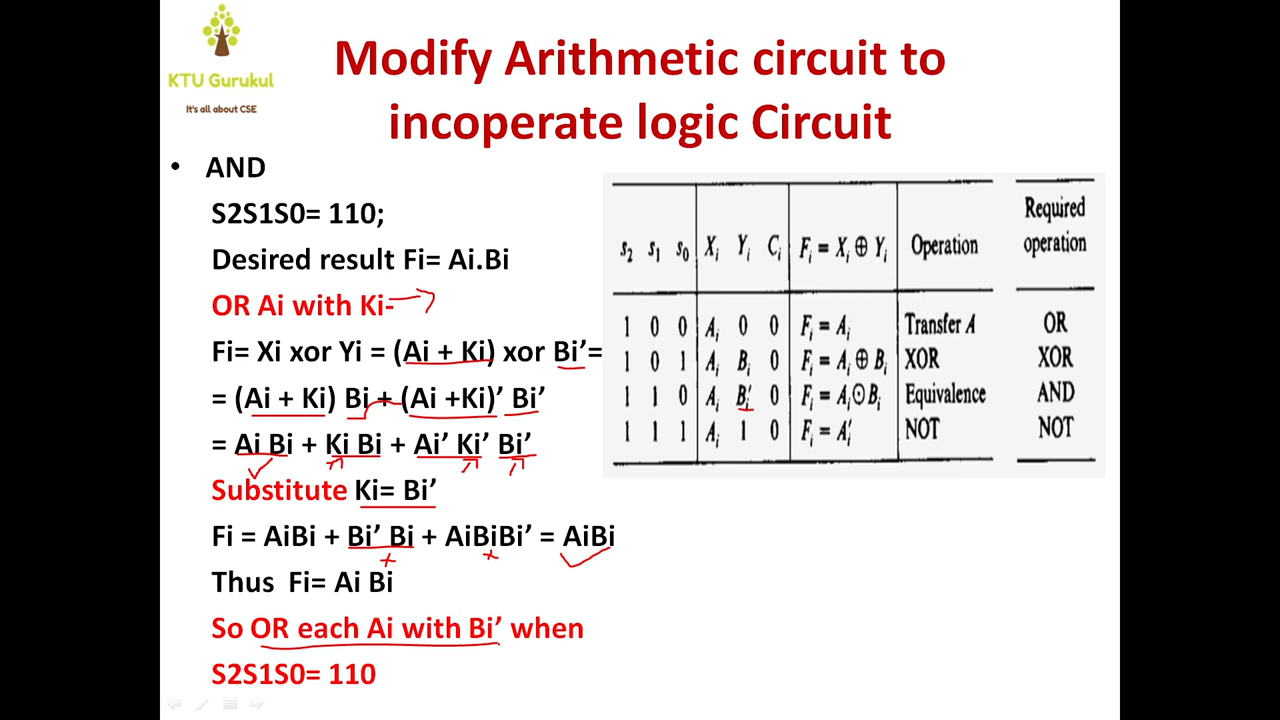 KTU Gurukul
It's all about CSE
Modify Arithmetic circuit to
incoperate logic Circuit
• AND
S2S1S0= 110;
Desired result Fi= Ai.Bi
OR Ai with Ki-
Fi= Xi xor Yi = (Ai + Ki) xor Bi’=
= (Ai + Ki) Bi + (Ai +Ki)’ Bi’
= Ai Bi + Ki Bi + Ai’ Ki’ Bi’
Substitute Ki= Bi’
Fi = AiBi + Bi’ Bi + AiBiBi’ = AiBi
Thus Fi= Ai Bi
So OR each Ai with Bi’ when
S2S1S0= 110
Required
s₂ s₁ s₀ Xᵢ Yᵢ Cᵢ Fᵢ = Xᵢ ⊕ Yᵢ Operation operation
1 0 0 Aᵢ 0 0 Fᵢ = Aᵢ Transfer A OR
1 0 1 Aᵢ Bᵢ 0 Fᵢ = Aᵢ ⊕ Bᵢ XOR XOR
1 1 0 Aᵢ Bᵢ′ 0 Fᵢ = Aᵢ ⊙ Bᵢ Equivalence AND
1 1 1 Aᵢ 1 0 Fᵢ = Aᵢ′ NOT NOT